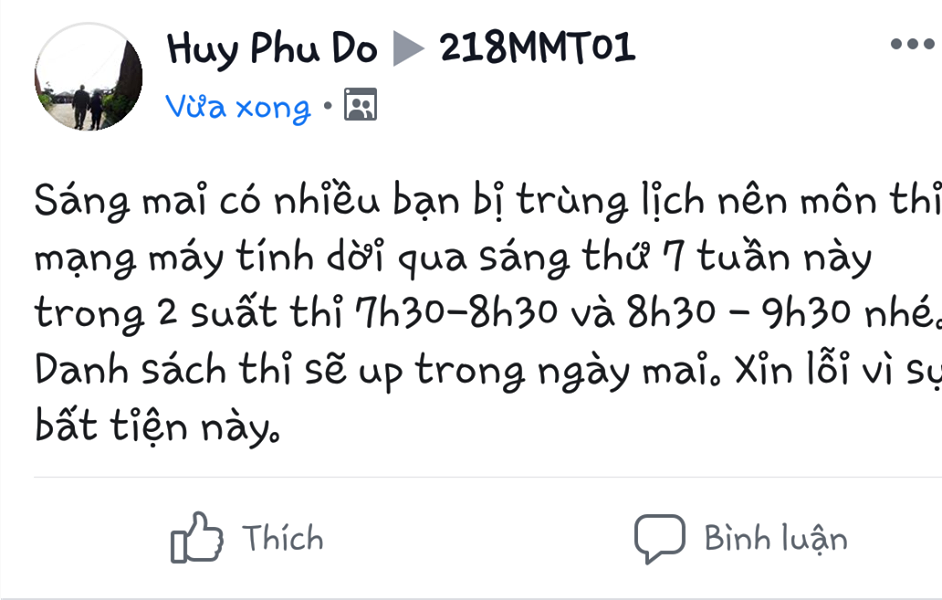 Huy Phu Do ▶ 218MMT01
Vừa xong •
Sáng mai có nhiều bạn bị trùng lịch nên môn thi
mạng máy tính dời qua sáng thứ 7 tuần này
trong 2 suất thi 7h30-8h30 và 8h30 - 9h30 nhé.
Danh sách thi sẽ up trong ngày mai. Xin lỗi vì sự
bất tiện này.
Thích
Bình luận